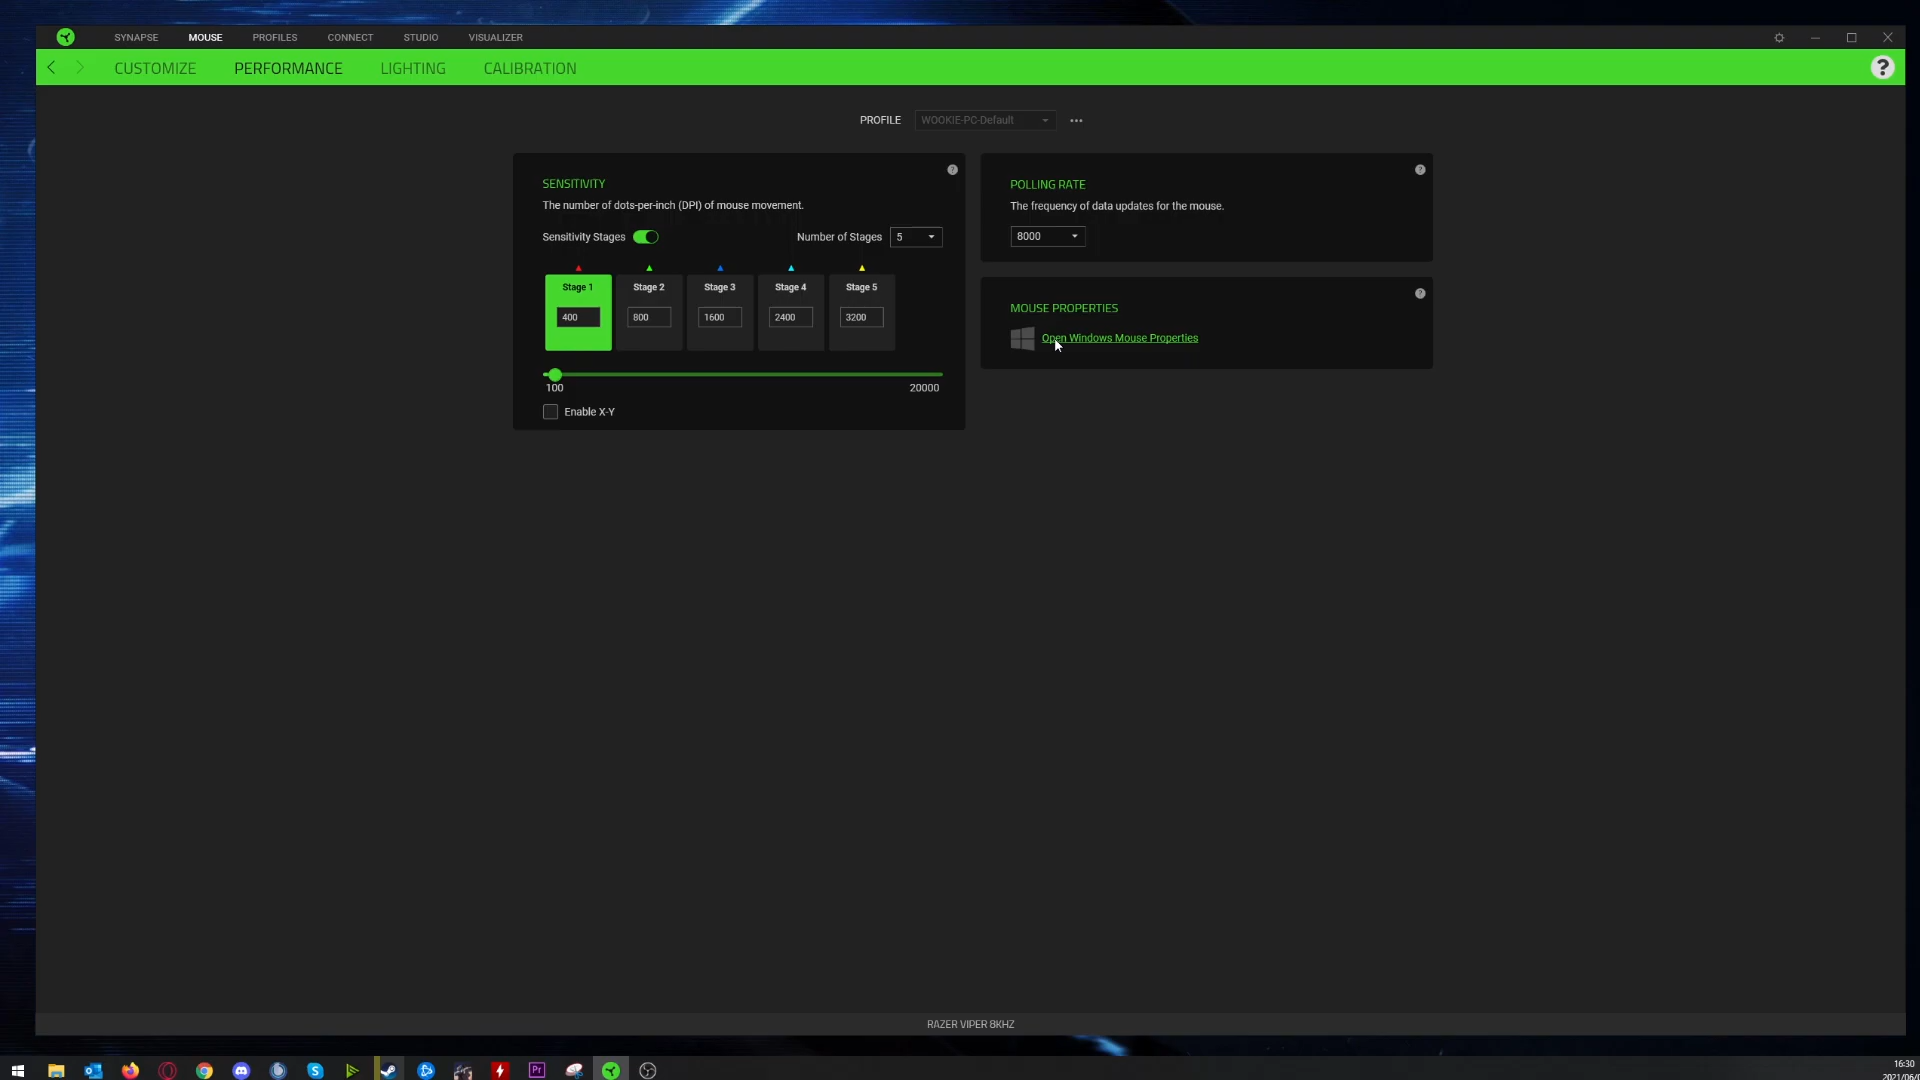 SYNAPSE MOUSE PROFILES CONNECT STUDIO VISUALIZER
CUSTOMIZE PERFORMANCE LIGHTING CALIBRATION ?
PROFILE WOOKIE-PC-Default
SENSITIVITY ?
The number of dots-per-inch (DPI) of mouse movement.
Sensitivity Stages Number of Stages 5
Stage 1 Stage 2 Stage 3 Stage 4 Stage 5
400 800 1600 2400 3200
100 20000
Enable X-Y
POLLING RATE ?
The frequency of data updates for the mouse.
8000
MOUSE PROPERTIES ?
Open Windows Mouse Properties
RAZER VIPER 8KHZ
Pr
16:30